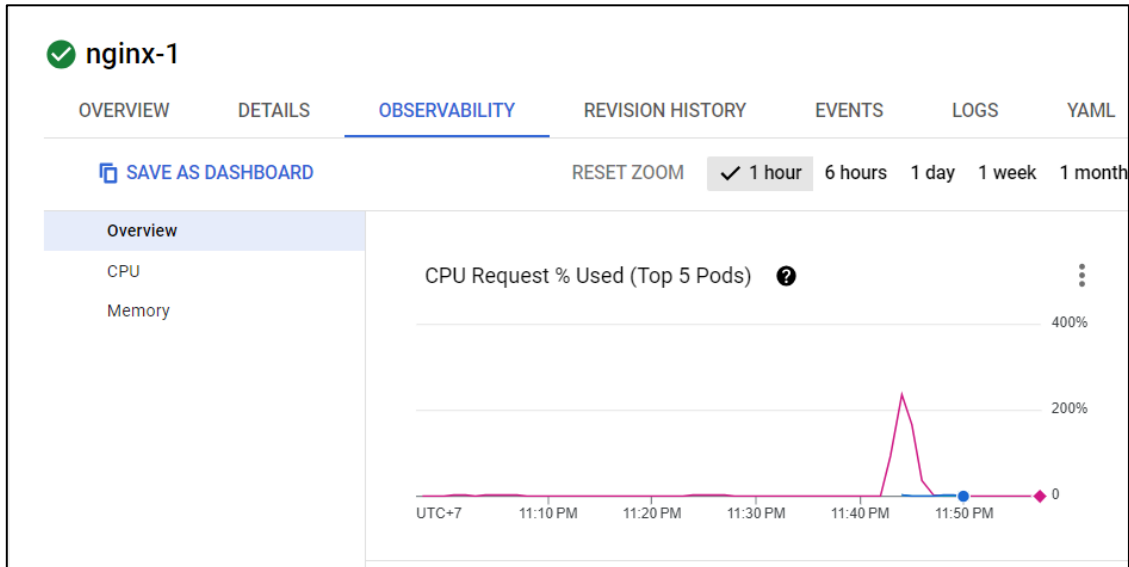 nginx-1
OVERVIEW DETAILS OBSERVABILITY REVISION HISTORY EVENTS LOGS YAML
SAVE AS DASHBOARD RESET ZOOM 1 hour 6 hours 1 day 1 week 1 month
Overview
CPU
Memory
CPU Request % Used (Top 5 Pods) ?
400%
200%
0
UTC+7 11:10 PM 11:20 PM 11:30 PM 11:40 PM 11:50 PM